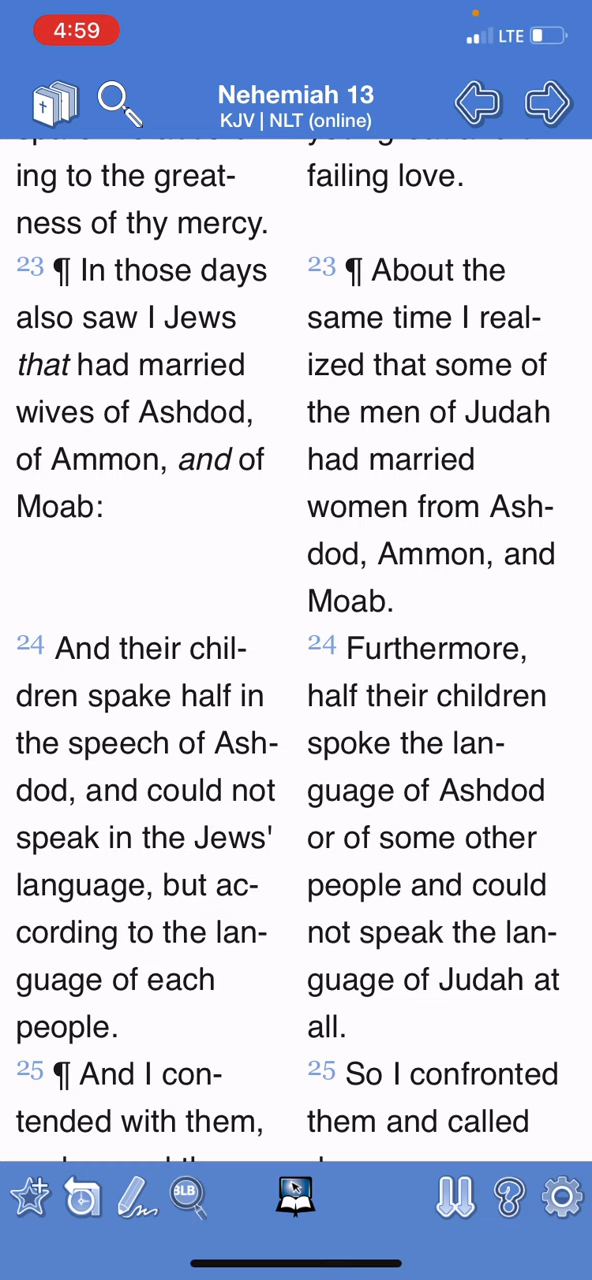 4:59
LTE
Nehemiah 13
KJV | NLT (online)
ing to the great-
ness of thy mercy.
23 ¶ In those days
also saw I Jews
that had married
wives of Ashdod,
of Ammon, and of
Moab:
24 And their chil-
dren spake half in
the speech of Ash-
dod, and could not
speak in the Jews'
language, but ac-
cording to the lan-
guage of each
people.
25 ¶ And I con-
tended with them,
failing love.
23 ¶ About the
same time I real-
ized that some of
the men of Judah
had married
women from Ash-
dod, Ammon, and
Moab.
24 Furthermore,
half their children
spoke the lan-
guage of Ashdod
or of some other
people and could
not speak the lan-
guage of Judah at
all.
25 So I confronted
them and called
BLB